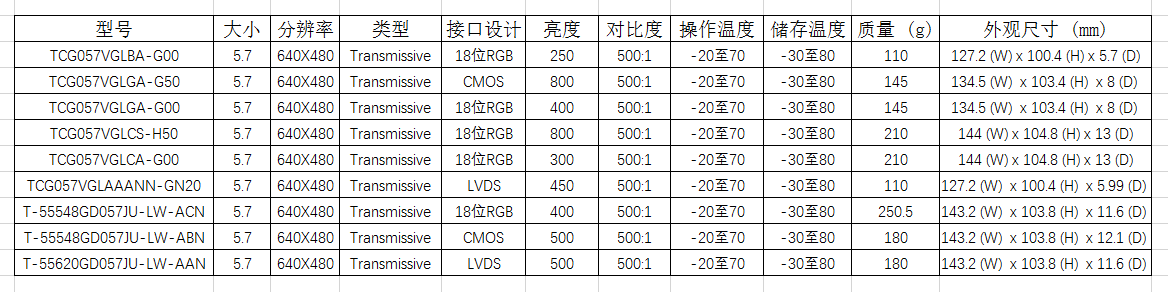 型号 大小 分辨率 类型 接口设计 亮度 对比度 操作温度 储存温度 质量 (g) 外观尺寸 (mm)
TCG057VGLBA-G00 5.7 640X480 Transmissive 18位RGB 250 500:1 -20至70 -30至80 110 127.2 (W) x 100.4 (H) x 5.7 (D)
TCG057VGLGA-G50 5.7 640X480 Transmissive CMOS 800 500:1 -20至70 -30至80 145 134.5 (W) x 103.4 (H) x 8 (D)
TCG057VGLGA-G00 5.7 640X480 Transmissive 18位RGB 400 500:1 -20至70 -30至80 145 134.5 (W) x 103.4 (H) x 8 (D)
TCG057VGLCS-H50 5.7 640X480 Transmissive 18位RGB 800 500:1 -20至70 -30至80 210 144 (W) x 104.8 (H) x 13 (D)
TCG057VGLCA-G00 5.7 640X480 Transmissive 18位RGB 300 500:1 -20至70 -30至80 210 144 (W) x 104.8 (H) x 13 (D)
TCG057VGLAAANN-GN20 5.7 640X480 Transmissive LVDS 450 500:1 -20至70 -30至80 110 127.2 (W) x 100.4 (H) x 5.99 (D)
T-55548GD057JU-LW-ACN 5.7 640X480 Transmissive 18位RGB 400 500:1 -20至70 -30至80 250.5 143.2 (W) x 103.8 (H) x 11.6 (D)
T-55548GD057JU-LW-ABN 5.7 640X480 Transmissive CMOS 500 500:1 -20至70 -30至80 180 143.2 (W) x 103.8 (H) x 12.1 (D)
T-55620GD057JU-LW-AAN 5.7 640X480 Transmissive LVDS 500 500:1 -20至70 -30至80 180 143.2 (W) x 103.8 (H) x 11.6 (D)